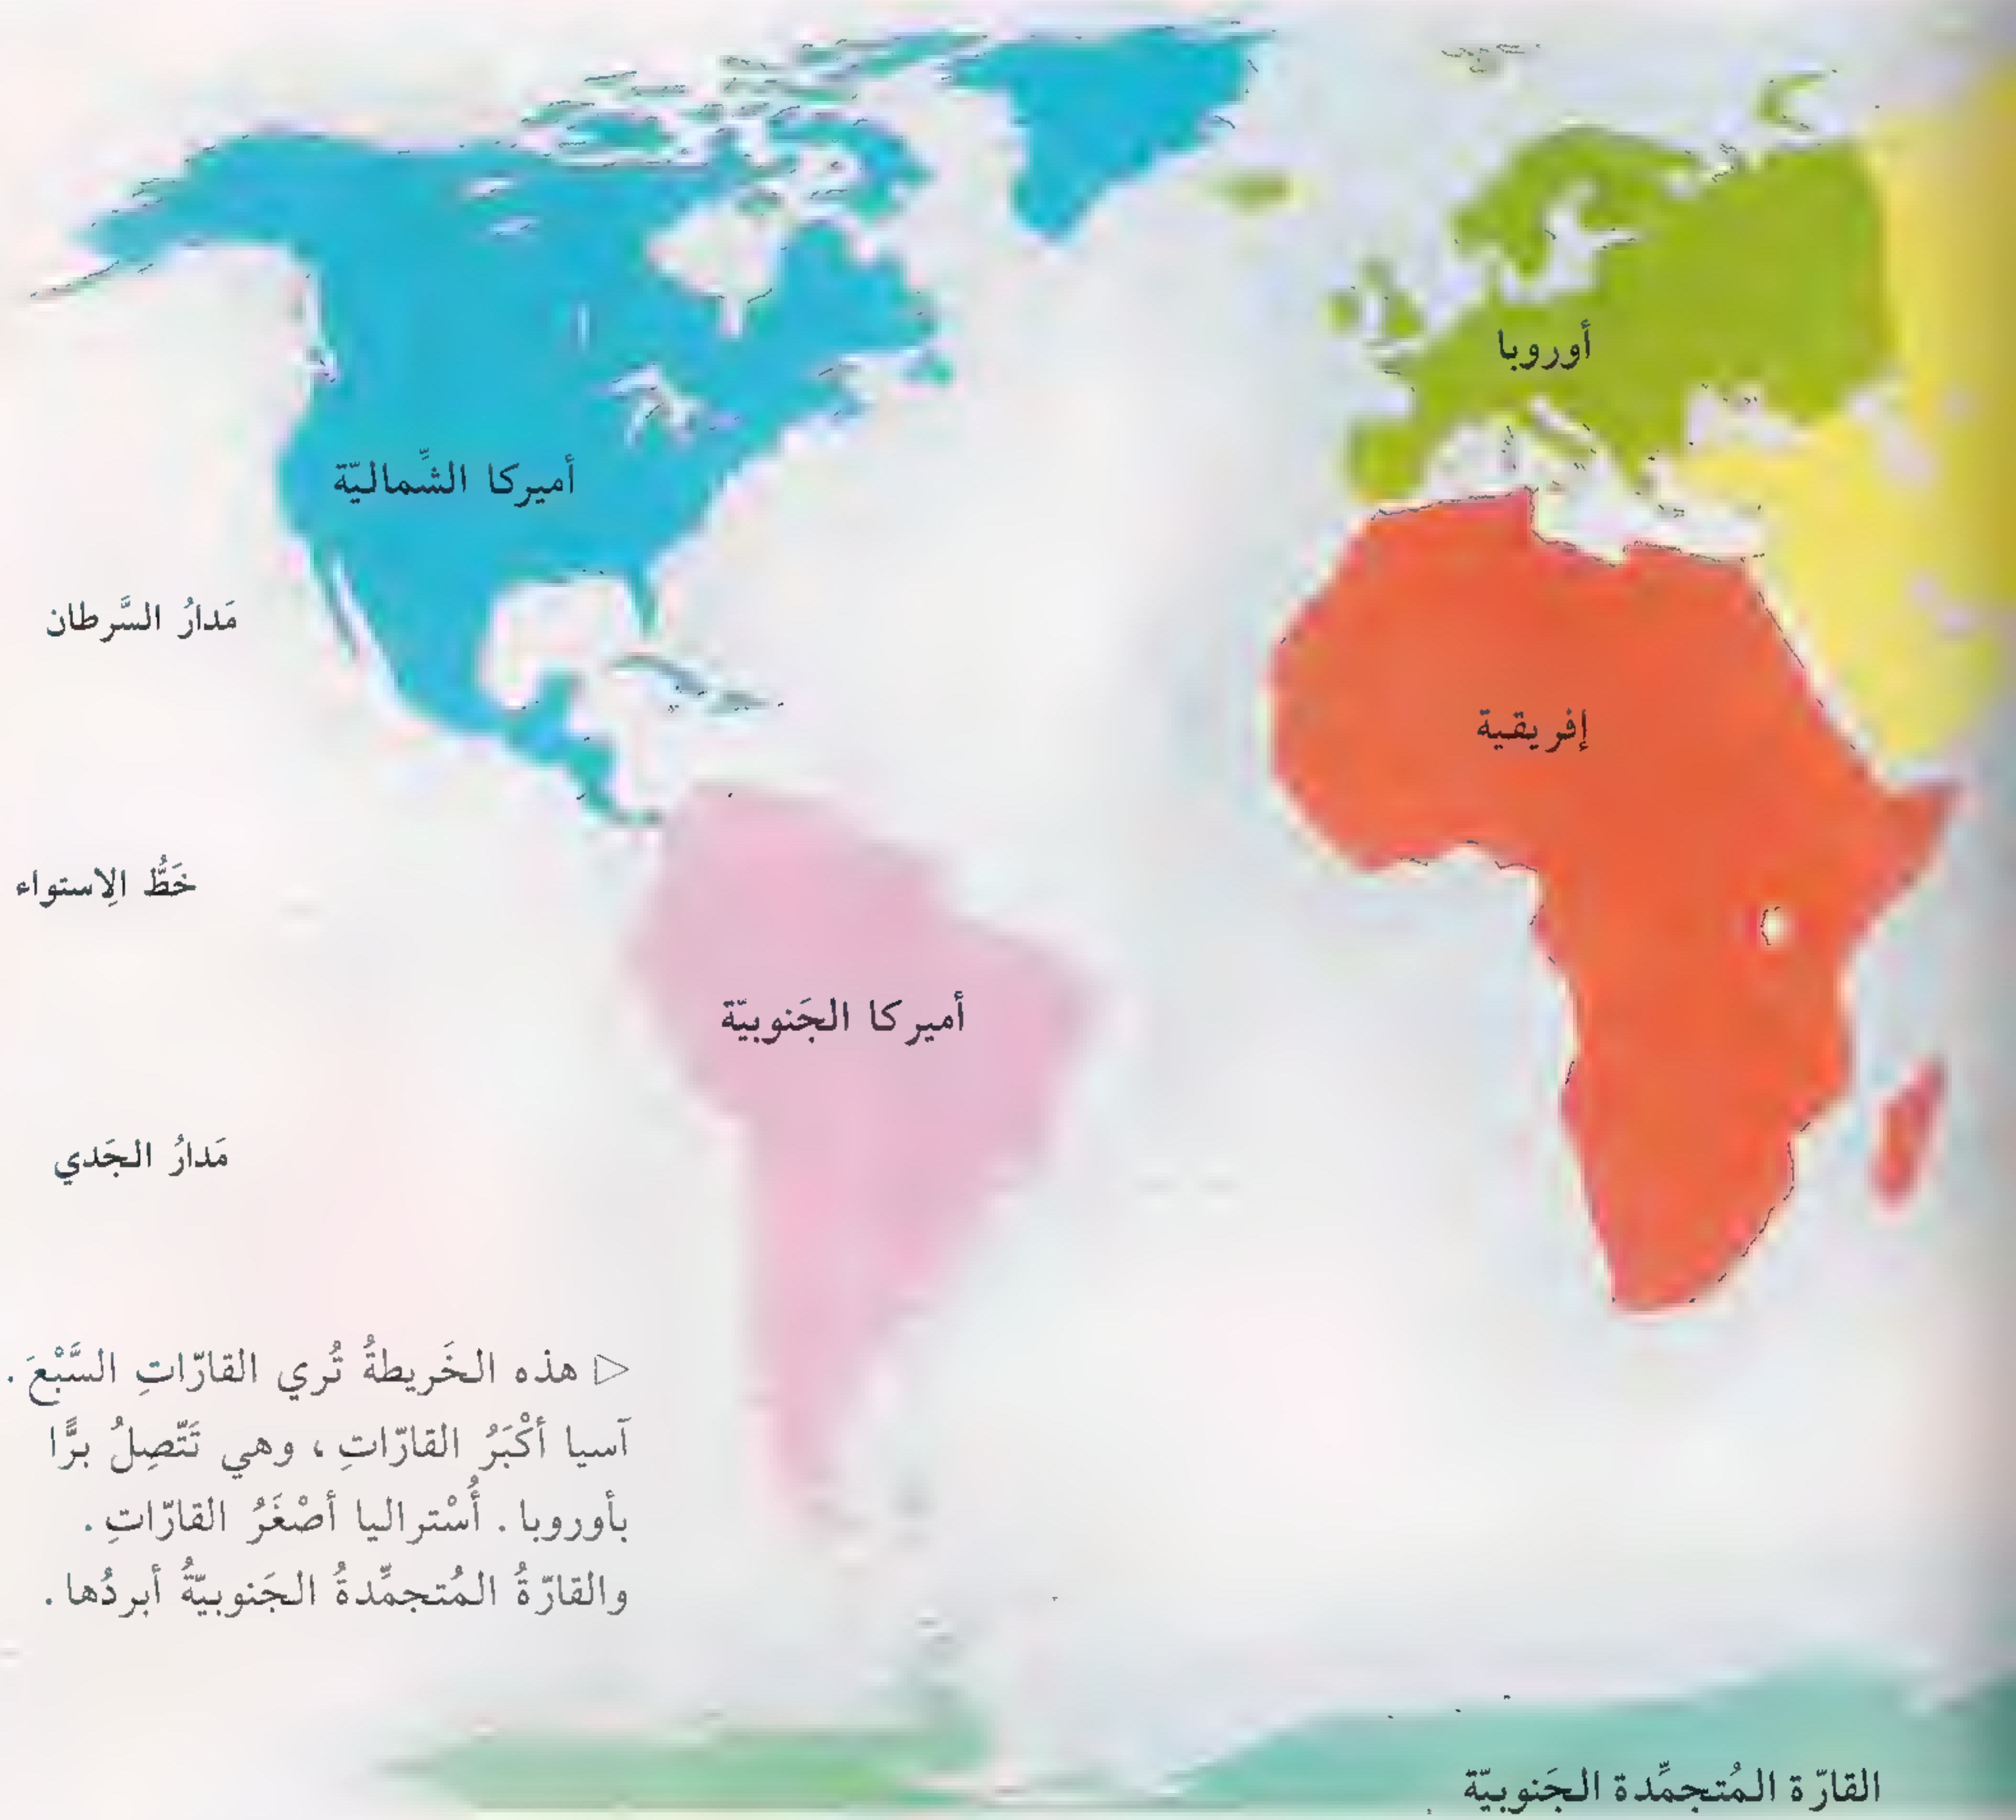 أوروبا
أميركا الشِّماليّة
مَدارُ السَّرطان
إفريقية
خَطُّ الِاستواء
أميركا الجَنوبيّة
مَدارُ الجَدي
▷ هذه الخَريطةُ تُري القارّاتِ السَّبْعَ .
آسيا أكْبَرُ القارّاتِ ، وهي تَتّصِلُ برًّا
بأوروبا . أُسْتراليا أصْغَرُ القارّاتِ .
والقارّةُ المُتجمِّدةُ الجَنوبيّةُ أبردُها .
القارّة المُتجمِّدة الجَنوبيّة